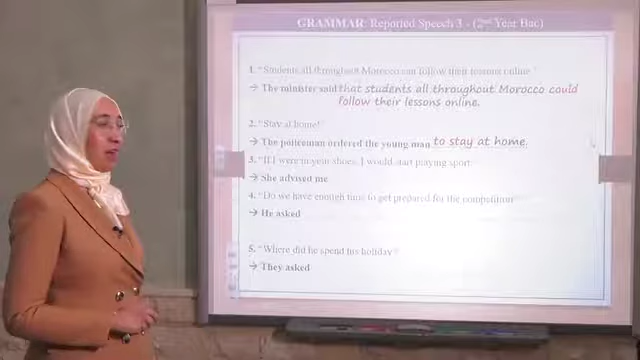 GRAMMAR: Reported Speech 3 - (2nd Year Bac)
1. "Students all throughout Morocco can follow their lessons online."
→ The minister said that students all throughout Morocco could
follow their lessons online.
2. "Stay at home!"
→ The policeman ordered the young man to stay at home.
3. "If I were in your shoes, I would start playing sport."
→ She advised me
4. "Do we have enough time to get prepared for the competition?"
→ He asked
5. "Where did he spend his holiday?"
→ They asked